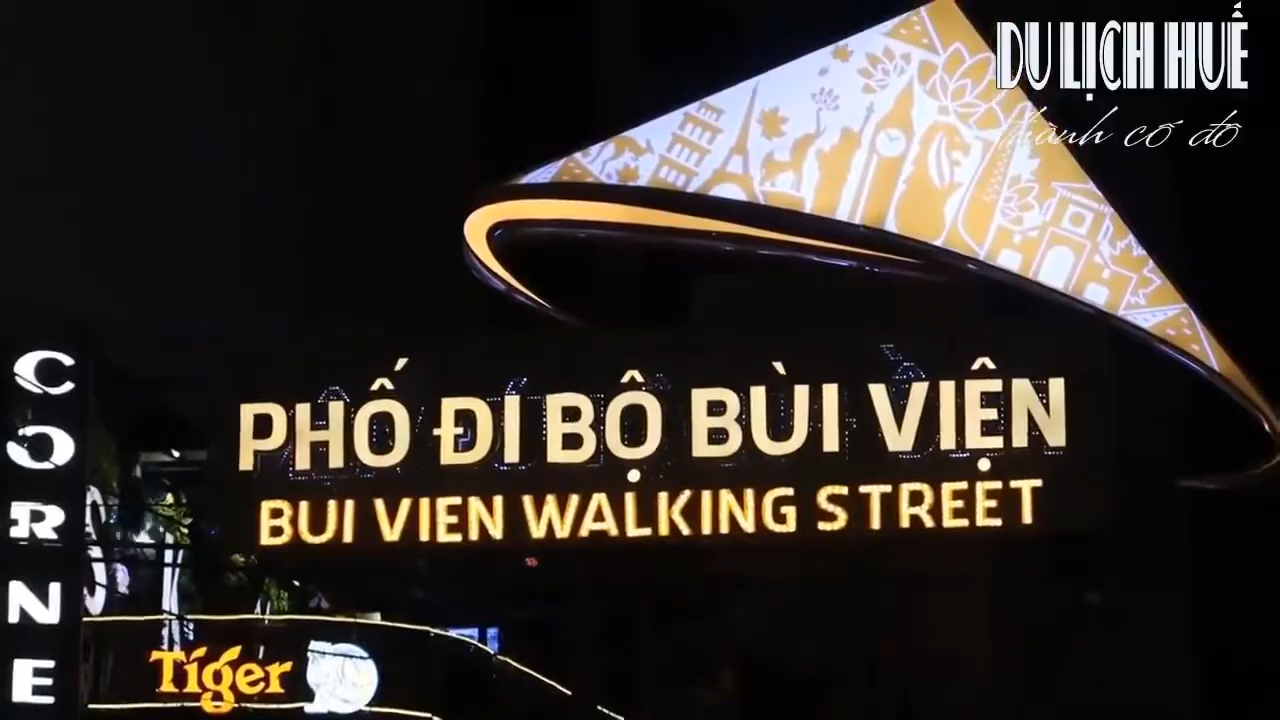 DU LỊCH HUẾ
thành cố đô
PHỐ ĐI BỘ BÙI VIỆN
BUI VIEN WALKING STREET
CORNE
Tiger